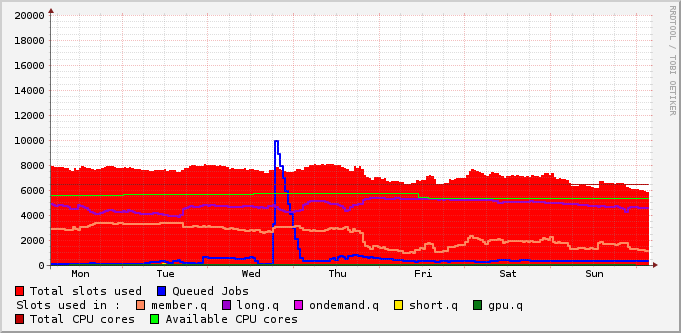 20000
18000
16000
14000
12000
10000
8000
6000
4000
2000
0
Mon Tue Wed Thu Fri Sat Sun
Total slots used Queued Jobs
Slots used in : member.q long.q ondemand.q short.q gpu.q
Total CPU cores Available CPU cores
RRDTOOL / TOBI OETIKER